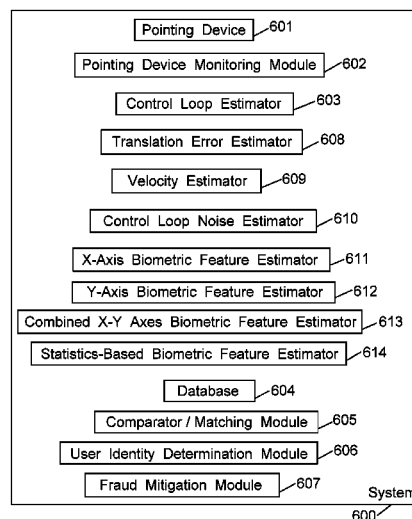 Pointing Device 601
Pointing Device Monitoring Module 602
Control Loop Estimator 603
Translation Error Estimator 608
Velocity Estimator 609
Control Loop Noise Estimator 610
X-Axis Biometric Feature Estimator 611
Y-Axis Biometric Feature Estimator 612
Combined X-Y Axes Biometric Feature Estimator 613
Statistics-Based Biometric Feature Estimator 614
Database 604
Comparator / Matching Module 605
User Identity Determination Module 606
Fraud Mitigation Module 607
System
600